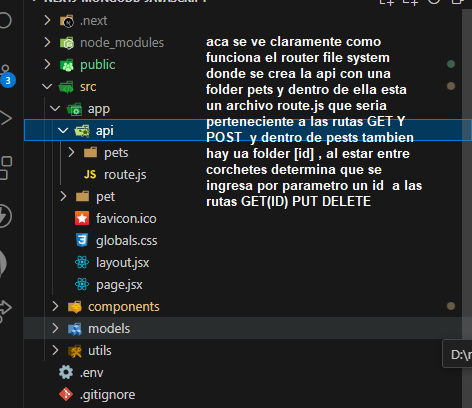 .next
node_modules
public
src
app
api
pets
JS route.js
pet
favicon.ico
globals.css
layout.jsx
page.jsx
components
models
utils
.env
.gitignore
3
aca se ve claramente como
funciona el router file system
donde se crea la api con una
folder pets y dentro de ella esta
un archivo route.js que seria
perteneciente a las rutas GET Y
POST y dentro de pests tambien
hay ua folder [id] , al estar entre
corchetes determina que se
ingresa por parametro un id a las
rutas GET(ID) PUT DELETE